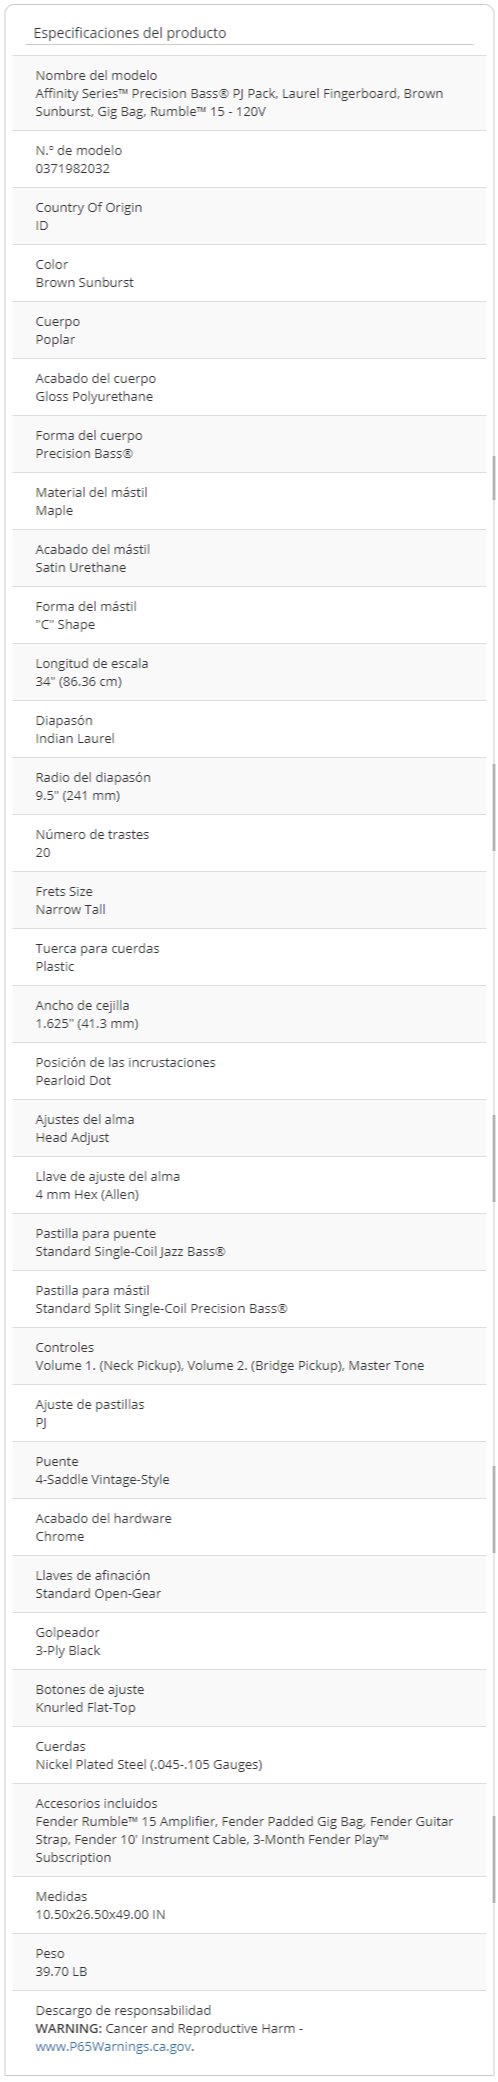 Especificaciones del producto
Nombre del modelo
Affinity Series™ Precision Bass® PJ Pack, Laurel Fingerboard, Brown
Sunburst, Gig Bag, Rumble™ 15 - 120V
N.º de modelo
0371982032
Country Of Origin
ID
Color
Brown Sunburst
Cuerpo
Poplar
Acabado del cuerpo
Gloss Polyurethane
Forma del cuerpo
Precision Bass®
Material del mástil
Maple
Acabado del mástil
Satin Urethane
Forma del mástil
"C" Shape
Longitud de escala
34" (86.36 cm)
Diapasón
Indian Laurel
Radio del diapasón
9.5" (241 mm)
Número de trastes
20
Frets Size
Narrow Tall
Tuerca para cuerdas
Plastic
Ancho de cejilla
1.625" (41.3 mm)
Posición de las incrustaciones
Pearloid Dot
Ajustes del alma
Head Adjust
Llave de ajuste del alma
4 mm Hex (Allen)
Pastilla para puente
Standard Single-Coil Jazz Bass®
Pastilla para mástil
Standard Split Single-Coil Precision Bass®
Controles
Volume 1. (Neck Pickup), Volume 2. (Bridge Pickup), Master Tone
Ajuste de pastillas
PJ
Puente
4-Saddle Vintage-Style
Acabado del hardware
Chrome
Llaves de afinación
Standard Open-Gear
Golpeador
3-Ply Black
Botones de ajuste
Knurled Flat-Top
Cuerdas
Nickel Plated Steel (.045-.105 Gauges)
Accesorios incluidos
Fender Rumble™ 15 Amplifier, Fender Padded Gig Bag, Fender Guitar
Strap, Fender 10' Instrument Cable, 3-Month Fender Play™
Subscription
Medidas
10.50x26.50x49.00 IN
Peso
39.70 LB
Descargo de responsabilidad
WARNING: Cancer and Reproductive Harm -
www.P65Warnings.ca.gov.